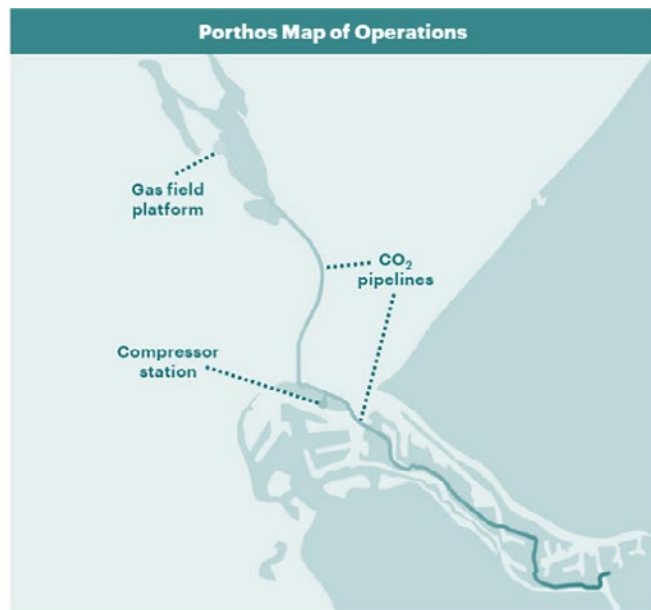 Porthos Map of Operations
Gas field
platform
CO₂
pipelines
Compressor
station